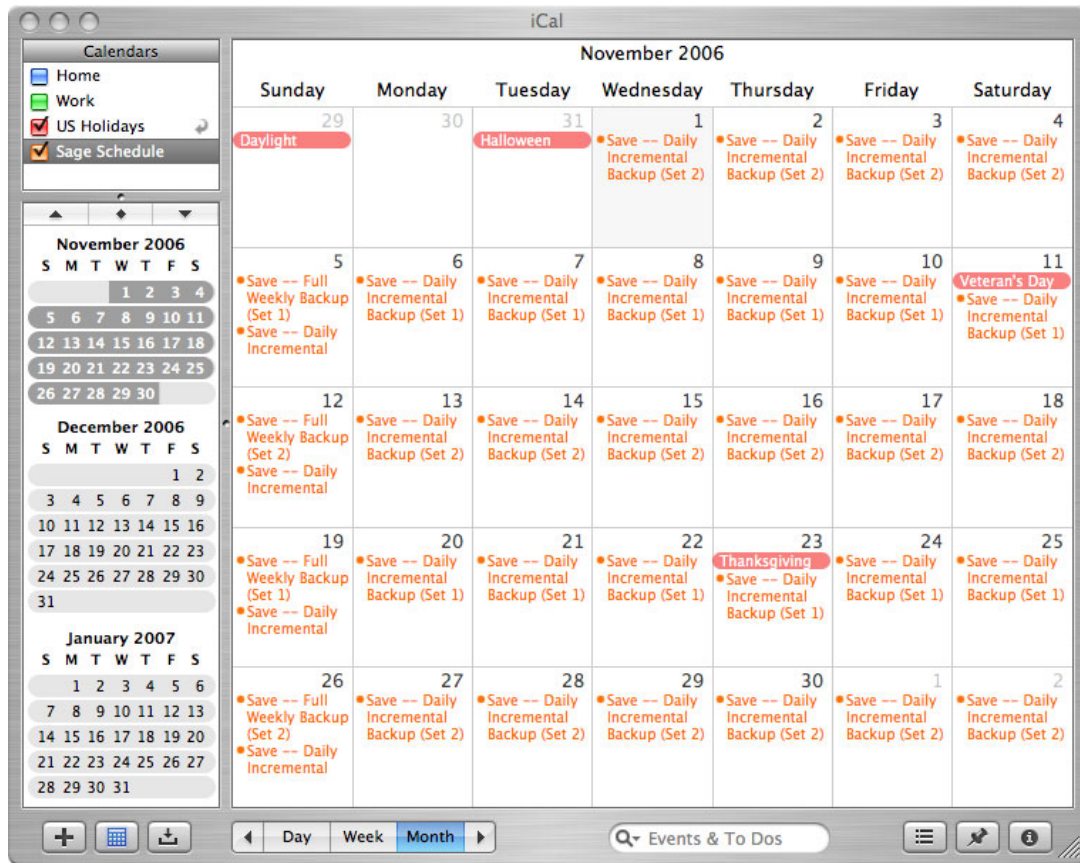 iCal
Calendars
Home
Work
US Holidays
Sage Schedule
November 2006
S M T W T F S
1 2 3 4
5 6 7 8 9 10 11
12 13 14 15 16 17 18
19 20 21 22 23 24 25
26 27 28 29 30
December 2006
S M T W T F S
1 2
3 4 5 6 7 8 9
10 11 12 13 14 15 16
17 18 19 20 21 22 23
24 25 26 27 28 29 30
31
January 2007
S M T W T F S
1 2 3 4 5 6
7 8 9 10 11 12 13
14 15 16 17 18 19 20
21 22 23 24 25 26 27
28 29 30 31
November 2006
Sunday Monday Tuesday Wednesday Thursday Friday Saturday
29
Daylight
30
31
Halloween
1
Save -- Daily
Incremental
Backup (Set 2)
2
Save -- Daily
Incremental
Backup (Set 2)
3
Save -- Daily
Incremental
Backup (Set 2)
4
Save -- Daily
Incremental
Backup (Set 2)
5
Save -- Full
Weekly Backup
(Set 1)
Save -- Daily
Incremental
6
Save -- Daily
Incremental
Backup (Set 1)
7
Save -- Daily
Incremental
Backup (Set 1)
8
Save -- Daily
Incremental
Backup (Set 1)
9
Save -- Daily
Incremental
Backup (Set 1)
10
Save -- Daily
Incremental
Backup (Set 1)
11
Veteran's Day
Save -- Daily
Incremental
Backup (Set 1)
12
Save -- Full
Weekly Backup
(Set 2)
Save -- Daily
Incremental
13
Save -- Daily
Incremental
Backup (Set 2)
14
Save -- Daily
Incremental
Backup (Set 2)
15
Save -- Daily
Incremental
Backup (Set 2)
16
Save -- Daily
Incremental
Backup (Set 2)
17
Save -- Daily
Incremental
Backup (Set 2)
18
Save -- Daily
Incremental
Backup (Set 2)
19
Save -- Full
Weekly Backup
(Set 1)
Save -- Daily
Incremental
20
Save -- Daily
Incremental
Backup (Set 1)
21
Save -- Daily
Incremental
Backup (Set 1)
22
Save -- Daily
Incremental
Backup (Set 1)
23
Thanksgiving
Save -- Daily
Incremental
Backup (Set 1)
24
Save -- Daily
Incremental
Backup (Set 1)
25
Save -- Daily
Incremental
Backup (Set 1)
26
Save -- Full
Weekly Backup
(Set 2)
Save -- Daily
Incremental
27
Save -- Daily
Incremental
Backup (Set 2)
28
Save -- Daily
Incremental
Backup (Set 2)
29
Save -- Daily
Incremental
Backup (Set 2)
30
Save -- Daily
Incremental
Backup (Set 2)
1
Save -- Daily
Incremental
Backup (Set 2)
2
Save -- Daily
Incremental
Backup (Set 2)
Day Week Month
Events & To Dos